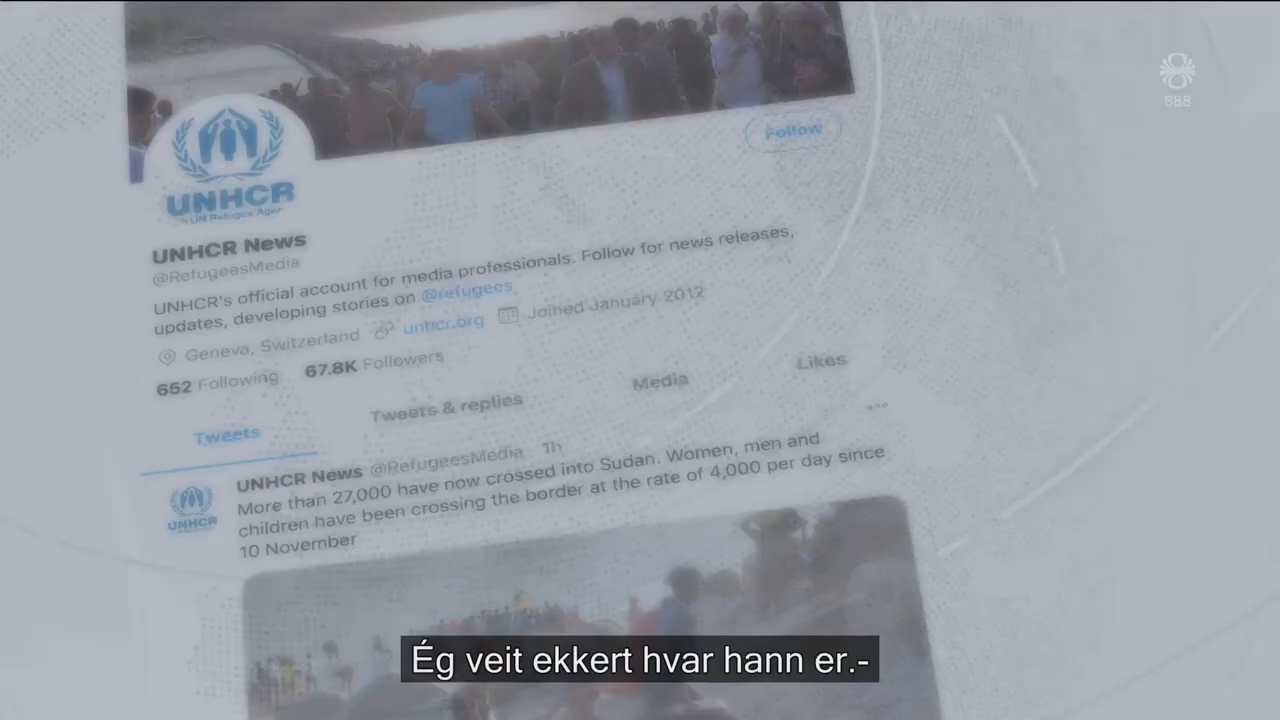 888
Follow
UNHCR
UN Refugee Agen
UNHCR News
@RefugeesMedia
UNHCR's official account for media professionals. Follow for news releases,
updates, developing stories on @refugees
Geneva, Switzerland unhcr.org Joined January 2012
652 Following 67.8K Followers
Tweets Tweets & replies Media Likes
UNHCR News @RefugeesMedia 1h
UNHCR
More than 27,000 have now crossed into Sudan. Women, men and
children have been crossing the border at the rate of 4,000 per day since
10 November
Ég veit ekkert hvar hann er.-